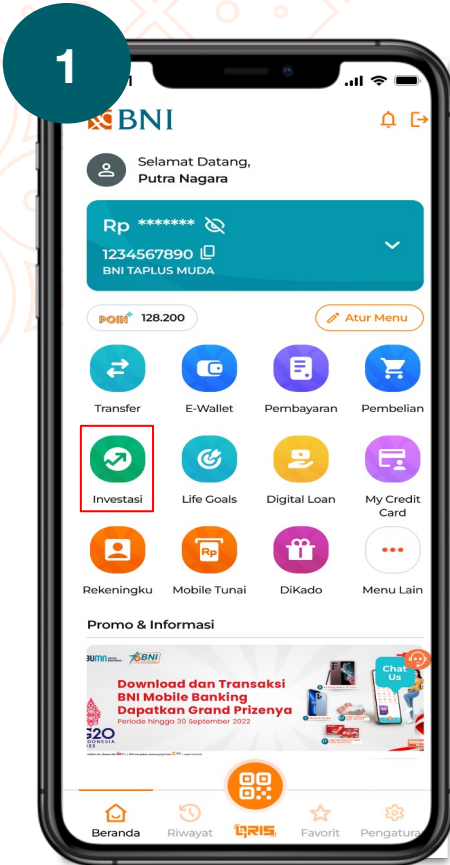 1
BNI
Selamat Datang,
Putra Nagara
Rp *******
1234567890
BNI TAPLUS MUDA
POIN+ 128.200
Atur Menu
Transfer
E-Wallet
Pembayaran
Pembelian
Investasi
Life Goals
Digital Loan
My Credit
Card
Rp
Rekeningku
Mobile Tunai
DiKado
Menu Lain
Promo & Informasi
BNI
Download dan Transaksi
BNI Mobile Banking
Dapatkan Grand Prizenya
Periode hingga 30 September 2022
Chat
Us
Beranda
Riwayat
QRIS
Favorit
Pengatura